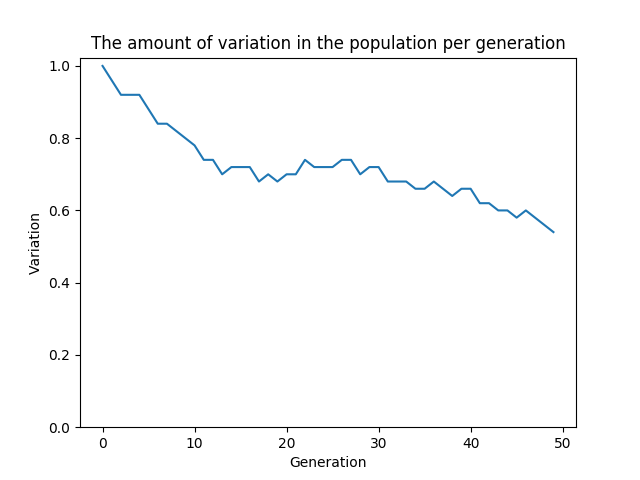 The amount of variation in the population per generation
1.0
0.8
0.6
0.4
0.2
0.0
Variation
0 10 20 30 40 50
Generation